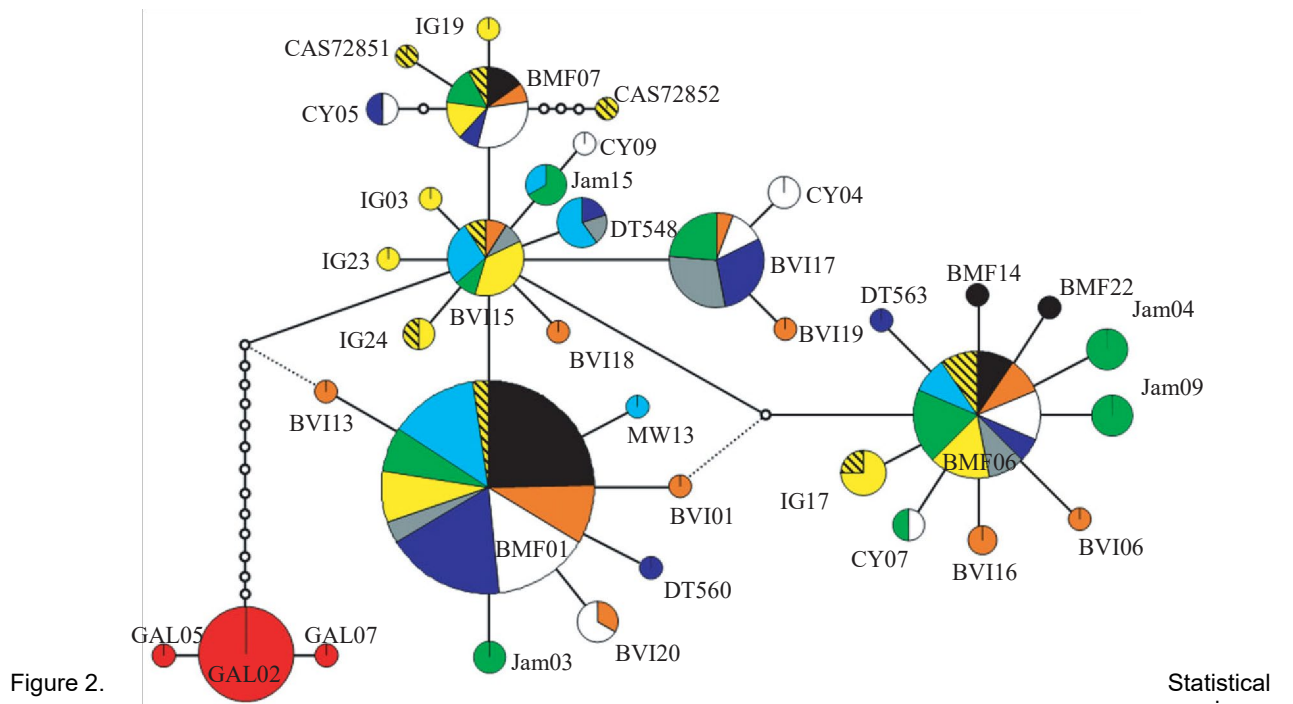 IG19
CAS72851
BMF07
CAS72852
CY05
CY09
Jam15
IG03
CY04
DT548
IG23
BVI17
BMF14
BMF22
DT563
Jam04
BVI15
BVI19
IG24
BVI18
Jam09
BVI13
MW13
BMF06
IG17
BVI01
BMF01
CY07
BVI06
BVI16
DT560
GAL05
GAL07
BVI20
Jam03
GAL02
Figure 2.
Statistical